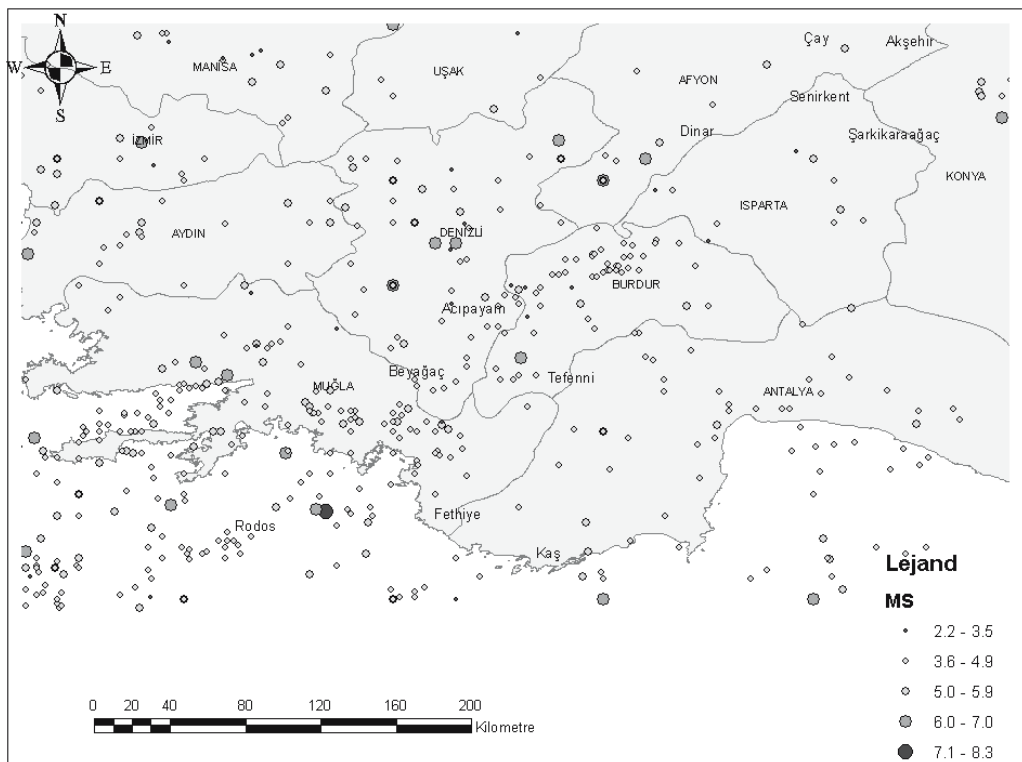 N
W E
S
MANİSA
UŞAK
AFYON
Çay
Akşehir
Senirkent
Dinar
Şarkikaraağaç
İZMİR
KONYA
ISPARTA
AYDIN
DENİZLİ
BURDUR
Acıpayam
Beyağaç
Tefenni
MUĞLA
ANTALYA
Fethiye
Rodos
Kaş
Lejand
MS
2.2 - 3.5
3.6 - 4.9
5.0 - 5.9
6.0 - 7.0
7.1 - 8.3
0 20 40 80 120 160 200
Kilometre